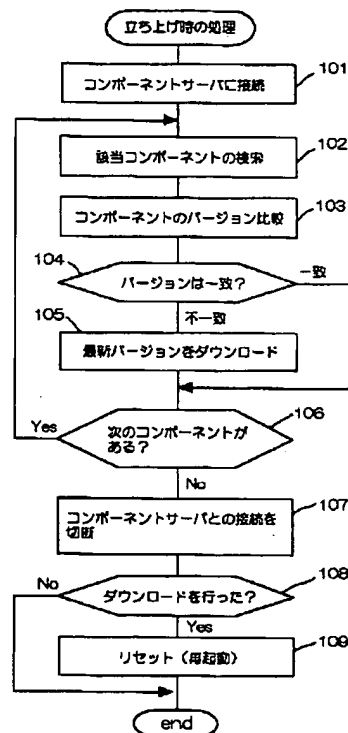 立ち上げ時の処理
101
コンポーネントサーバに接続
102
該当コンポーネントの検索
103
コンポーネントのバージョン比較
104
バージョンは一致?
一致
不一致
105
最新バージョンをダウンロード
106
Yes
次のコンポーネントが
ある?
No
107
コンポーネントサーバとの接続を
切断
108
No
ダウンロードを行った?
Yes
109
リセット(再起動)
end